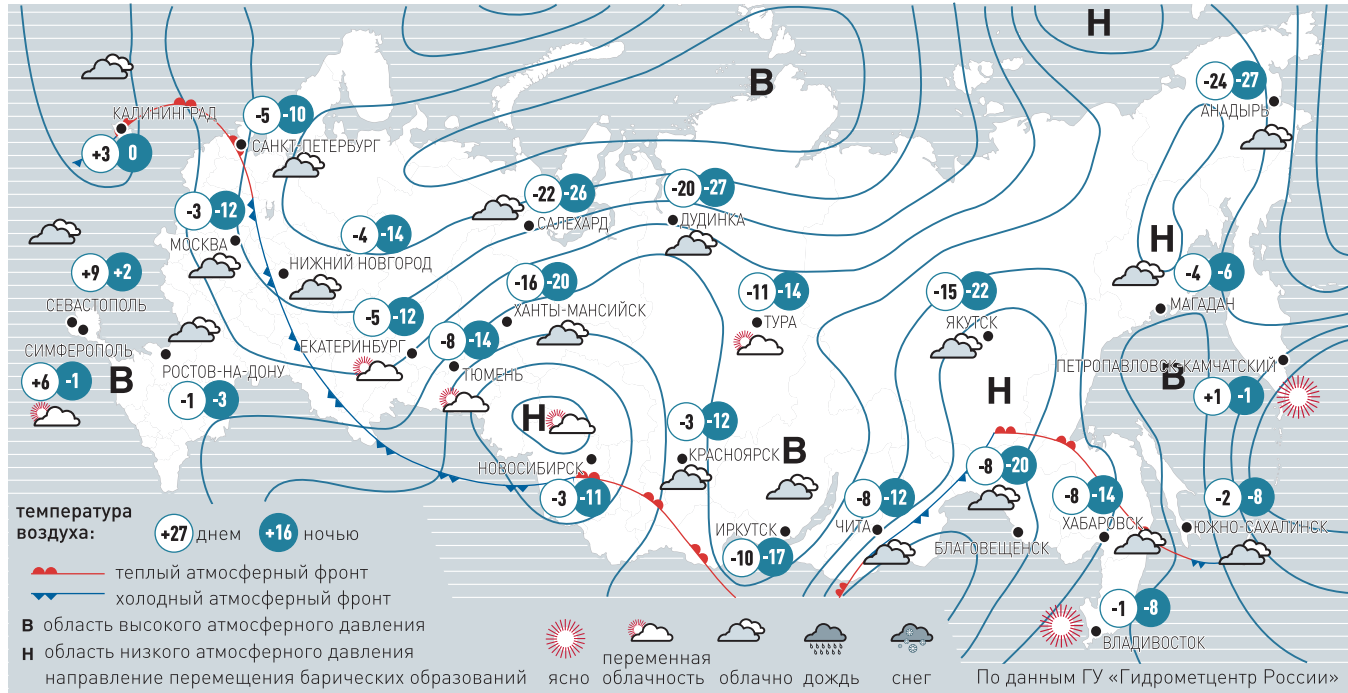 Н
В
-24 -27
АНАДЫРЬ
КАЛИНИНГРАД
+3 0
-5 -10
САНКТ-ПЕТЕРБУРГ
-22 -26
САЛЕХАРД
-20 -27
ДУДИНКА
-3 -12
МОСКВА
-4 -14
НИЖНИЙ НОВГОРОД
Н
-4 -6
МАГАДАН
+9 +2
СЕВАСТОПОЛЬ
-16 -20
ХАНТЫ-МАНСИЙСК
-11 -14
ТУРА
-15 -22
ЯКУТСК
-5 -12
ЕКАТЕРИНБУРГ
-8 -14
ТЮМЕНЬ
СИМФЕРОПОЛЬ
+6 -1
В
РОСТОВ-НА-ДОНУ
-1 -3
ПЕТРОПАВЛОВСК-КАМЧАТСКИЙ
В
+1 -1
Н
Н
НОВОСИБИРСК
-3 -11
-3 -12
КРАСНОЯРСК
В
-8 -20
БЛАГОВЕЩЕНСК
-8 -14
ХАБАРОВСК
-2 -8
ЮЖНО-САХАЛИНСК
-8 -12
ЧИТА
ИРКУТСК
-10 -17
-1 -8
ВЛАДИВОСТОК
температура
воздуха:
+27 днем +16 ночью
теплый атмосферный фронт
холодный атмосферный фронт
В область высокого атмосферного давления
Н область низкого атмосферного давления
направление перемещения барических образований
ясно
переменная
облачность
облачно
дождь
снег
По данным ГУ «Гидрометцентр России»